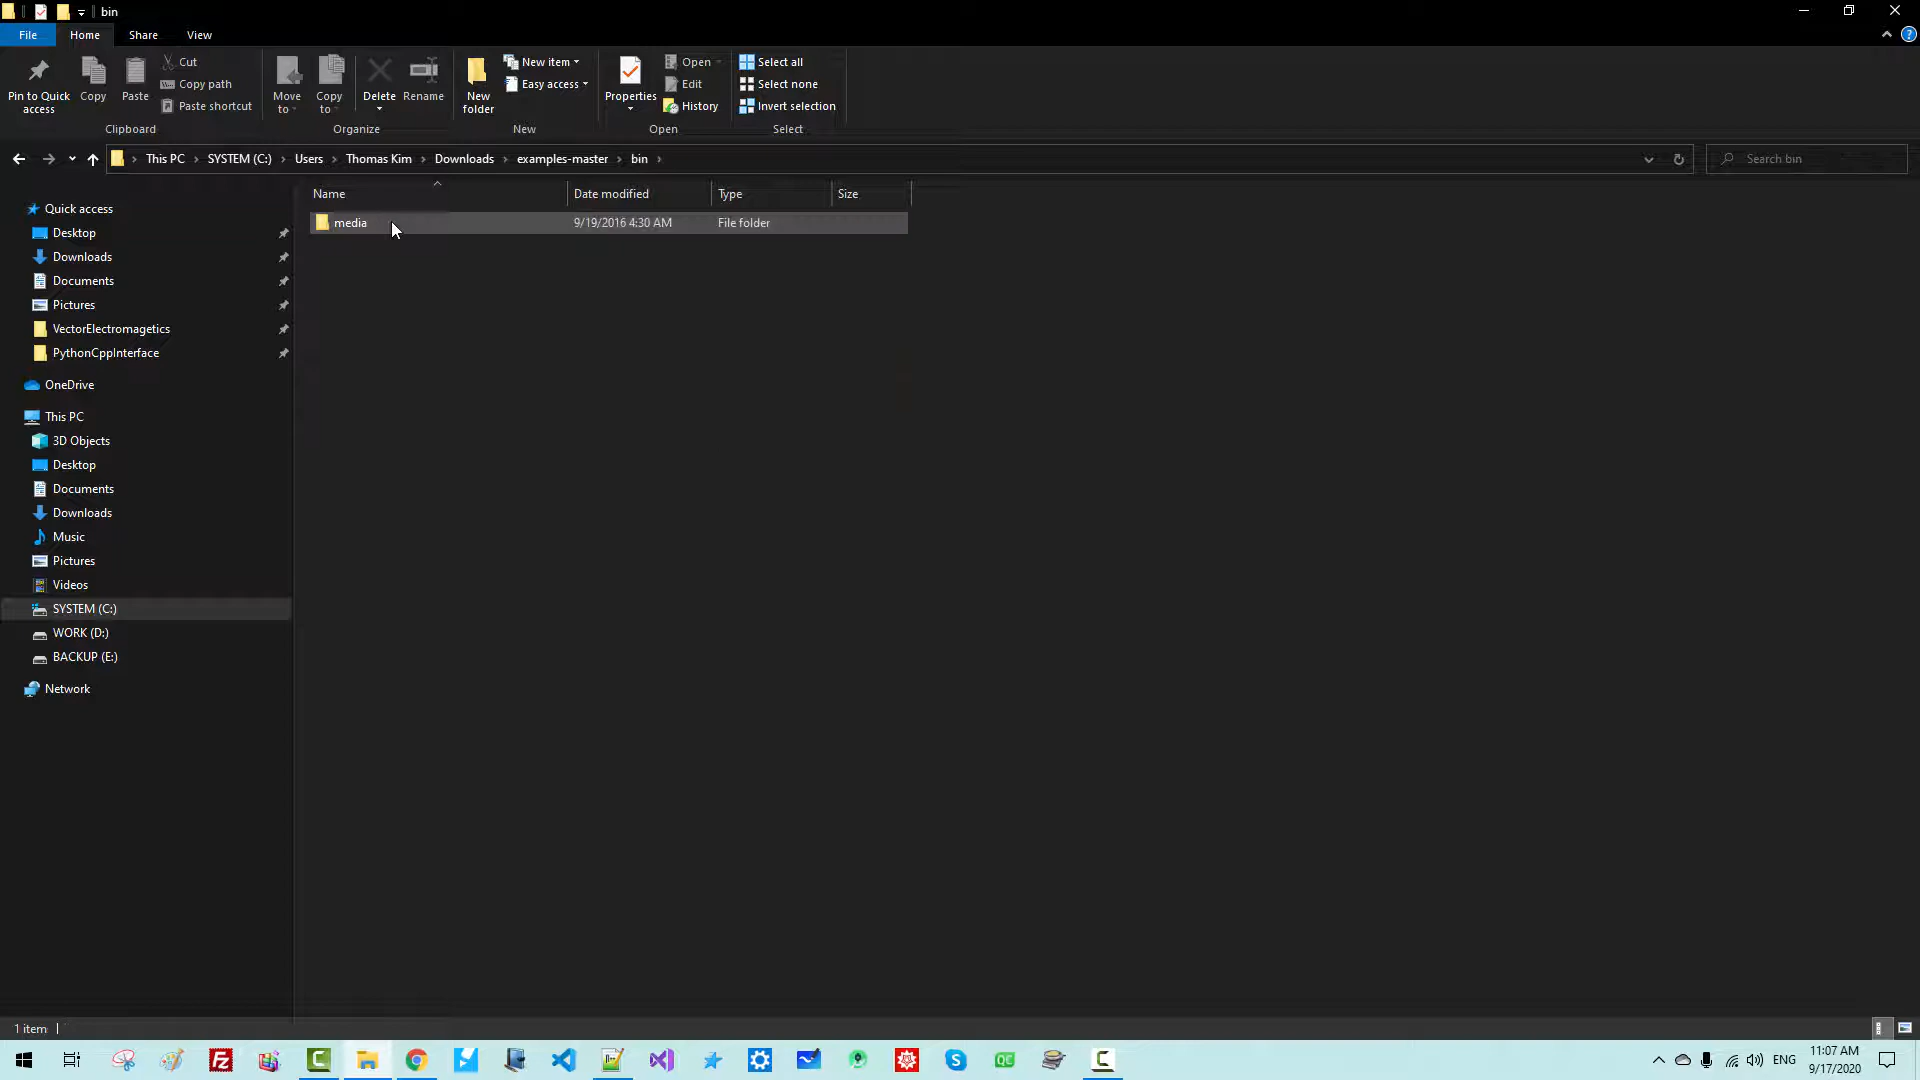 bin
File
Home
Share
View
Pin to Quick access
Copy
Paste
Cut
Copy path
Paste shortcut
Clipboard
Move to
Copy to
Delete
Rename
Organize
New folder
New item
Easy access
New
Properties
Open
Edit
History
Open
Select all
Select none
Invert selection
Select
This PC > SYSTEM (C:) > Users > Thomas Kim > Downloads > examples-master > bin >
Search bin
Name
Date modified
Type
Size
media
9/19/2016 4:30 AM
File folder
Quick access
Desktop
Downloads
Documents
Pictures
VectorElectromagetics
PythonCppInterface
OneDrive
This PC
3D Objects
Desktop
Documents
Downloads
Music
Pictures
Videos
SYSTEM (C:)
WORK (D:)
BACKUP (E:)
Network
1 item
Fz
QC
ENG
11:07 AM
9/17/2020